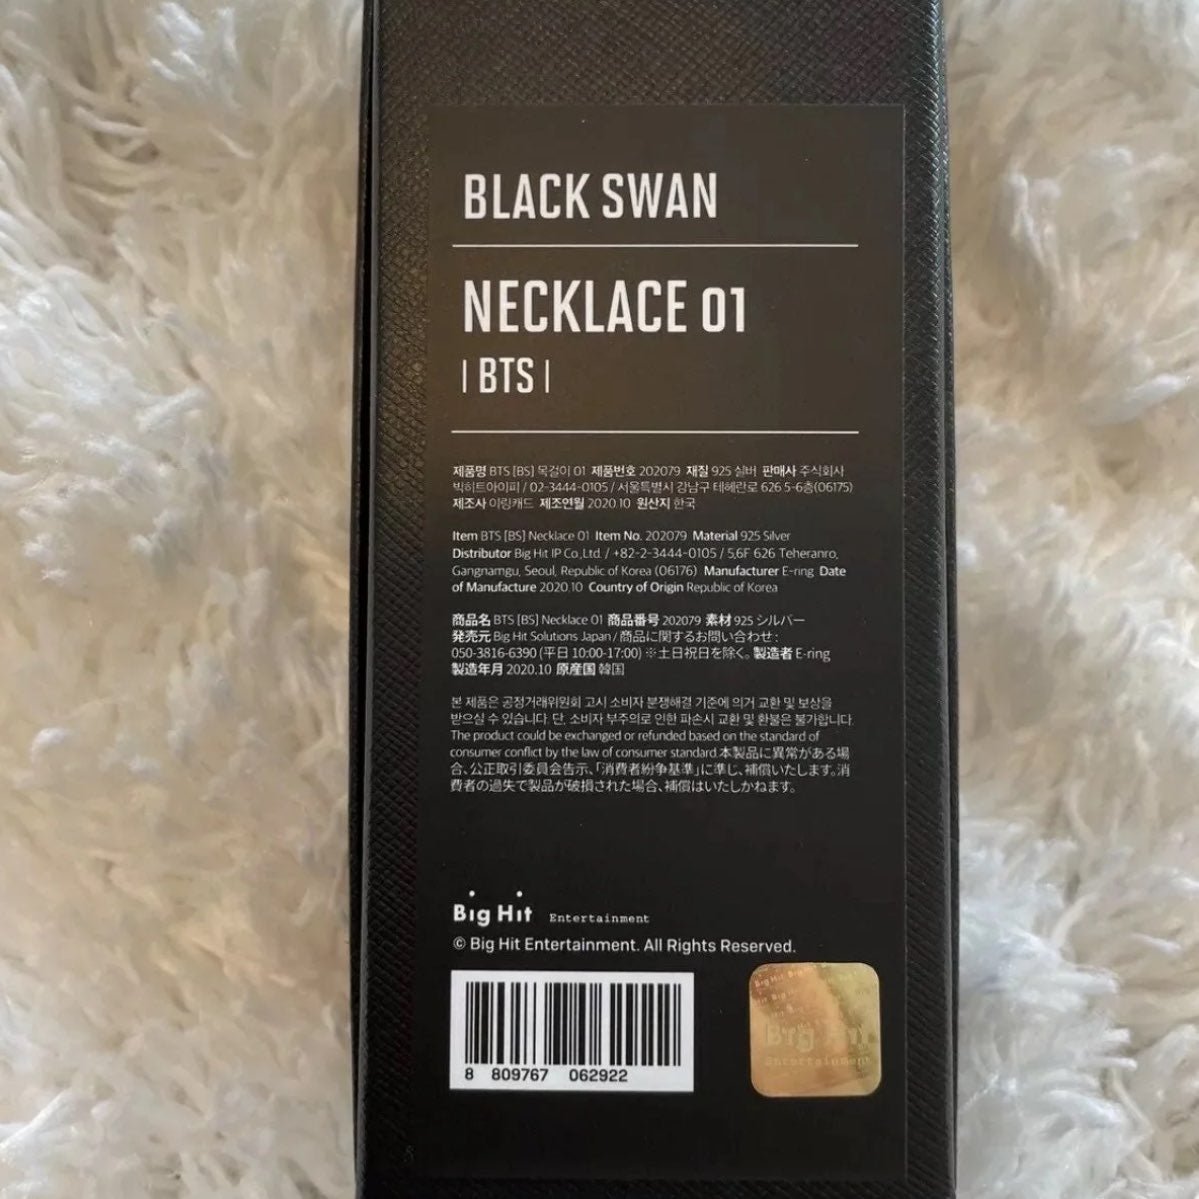 BLACK SWAN
NECKLACE 01
| BTS |
제품명 BTS [BS] 목걸이 01 제품번호 202079 재질 925 실버 판매사 주식회사
빅히트아이피 / 02-3444-0105 / 서울특별시 강남구 테헤란로 626 5-6층(06175)
제조사 이링캐드 제조연월 2020.10 원산지 한국
Item BTS [BS] Necklace 01 Item No. 202079 Material 925 Silver
Distributor Big Hit IP Co.,Ltd. / +82-2-3444-0105 / 5,6F 626 Teheranro,
Gangnamgu, Seoul, Republic of Korea (06176) Manufacturer E-ring Date
of Manufacture 2020.10 Country of Origin Republic of Korea
商品名 BTS [BS] Necklace 01 商品番号 202079 素材 925 シルバー
発売元 Big Hit Solutions Japan / 商品に関するお問い合わせ :
050-3816-6390 (平日 10:00-17:00) ※土日祝日を除く。 製造者 E-ring
製造年月 2020.10 原産国 韓国
본 제품은 공정거래위원회 고시 소비자 분쟁해결 기준에 의거 교환 및 보상을
받으실 수 있습니다. 단, 소비자 부주의로 인한 파손시 교환 및 환불은 불가합니다.
The product could be exchanged or refunded based on the standard of
consumer conflict by the law of consumer standard 本製品に異常がある場
合、公正取引委員会告示、「消費者紛争基準」に準じ、補償いたします。消
費者の過失で製品が破損された場合、補償はいたしかねます。
Big Hit Entertainment
© Big Hit Entertainment. All Rights Reserved.
8 809767 062922
Big Hit
Entertainment